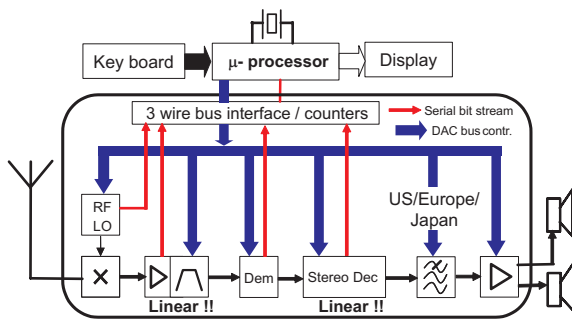 Key board
μ- processor
Display
3 wire bus interface / counters
Serial bit stream
DAC bus contr.
RF
LO
US/Europe/
Japan
×
Dem
Stereo Dec
Linear !!
Linear !!